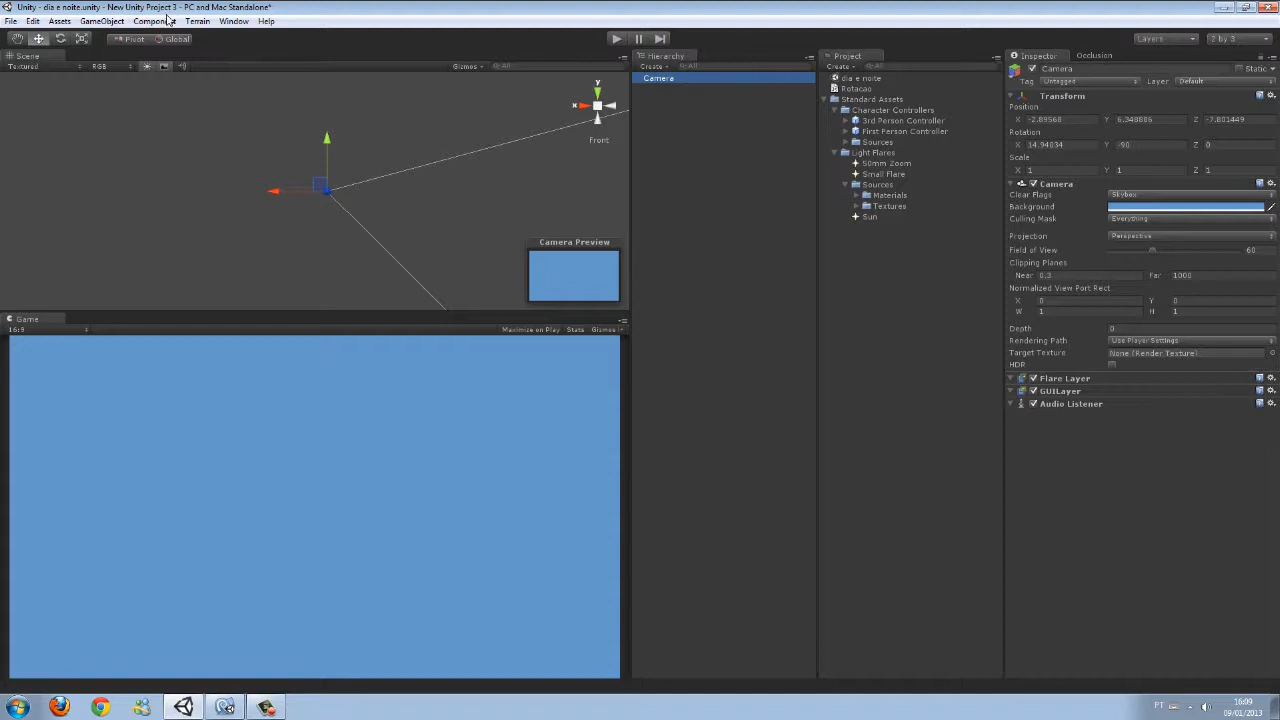 Unity - dia e noite.unity - New Unity Project 3 - PC and Mac Standalone*
File Edit Assets GameObject Component Terrain Window Help
Pivot Global Layers 2 by 3
Scene
Textured RGB Gizmos All
y
x
Front
Camera Preview
Game
16:9 Maximize on Play Stats Gizmos
Hierarchy
Create All
Camera
Project
Create All
dia e noite
Rotacao
Standard Assets
Character Controllers
3rd Person Controller
First Person Controller
Sources
Light Flares
50mm Zoom
Small Flare
Sources
Materials
Textures
Sun
Inspector Occlusion
Camera Static
Tag Untagged Layer Default
Transform
Position
X -2.89568 Y 6.348886 Z -7.801449
Rotation
X 14.94034 Y -90 Z 0
Scale
X 1 Y 1 Z 1
Camera
Clear Flags Skybox
Background
Culling Mask Everything
Projection Perspective
Field of View 60
Clipping Planes
Near 0.3 Far 1000
Normalized View Port Rect
X 0 Y 0
W 1 H 1
Depth 0
Rendering Path Use Player Settings
Target Texture None (Render Texture)
HDR
Flare Layer
GUILayer
Audio Listener
PT 16:09
09/01/2013